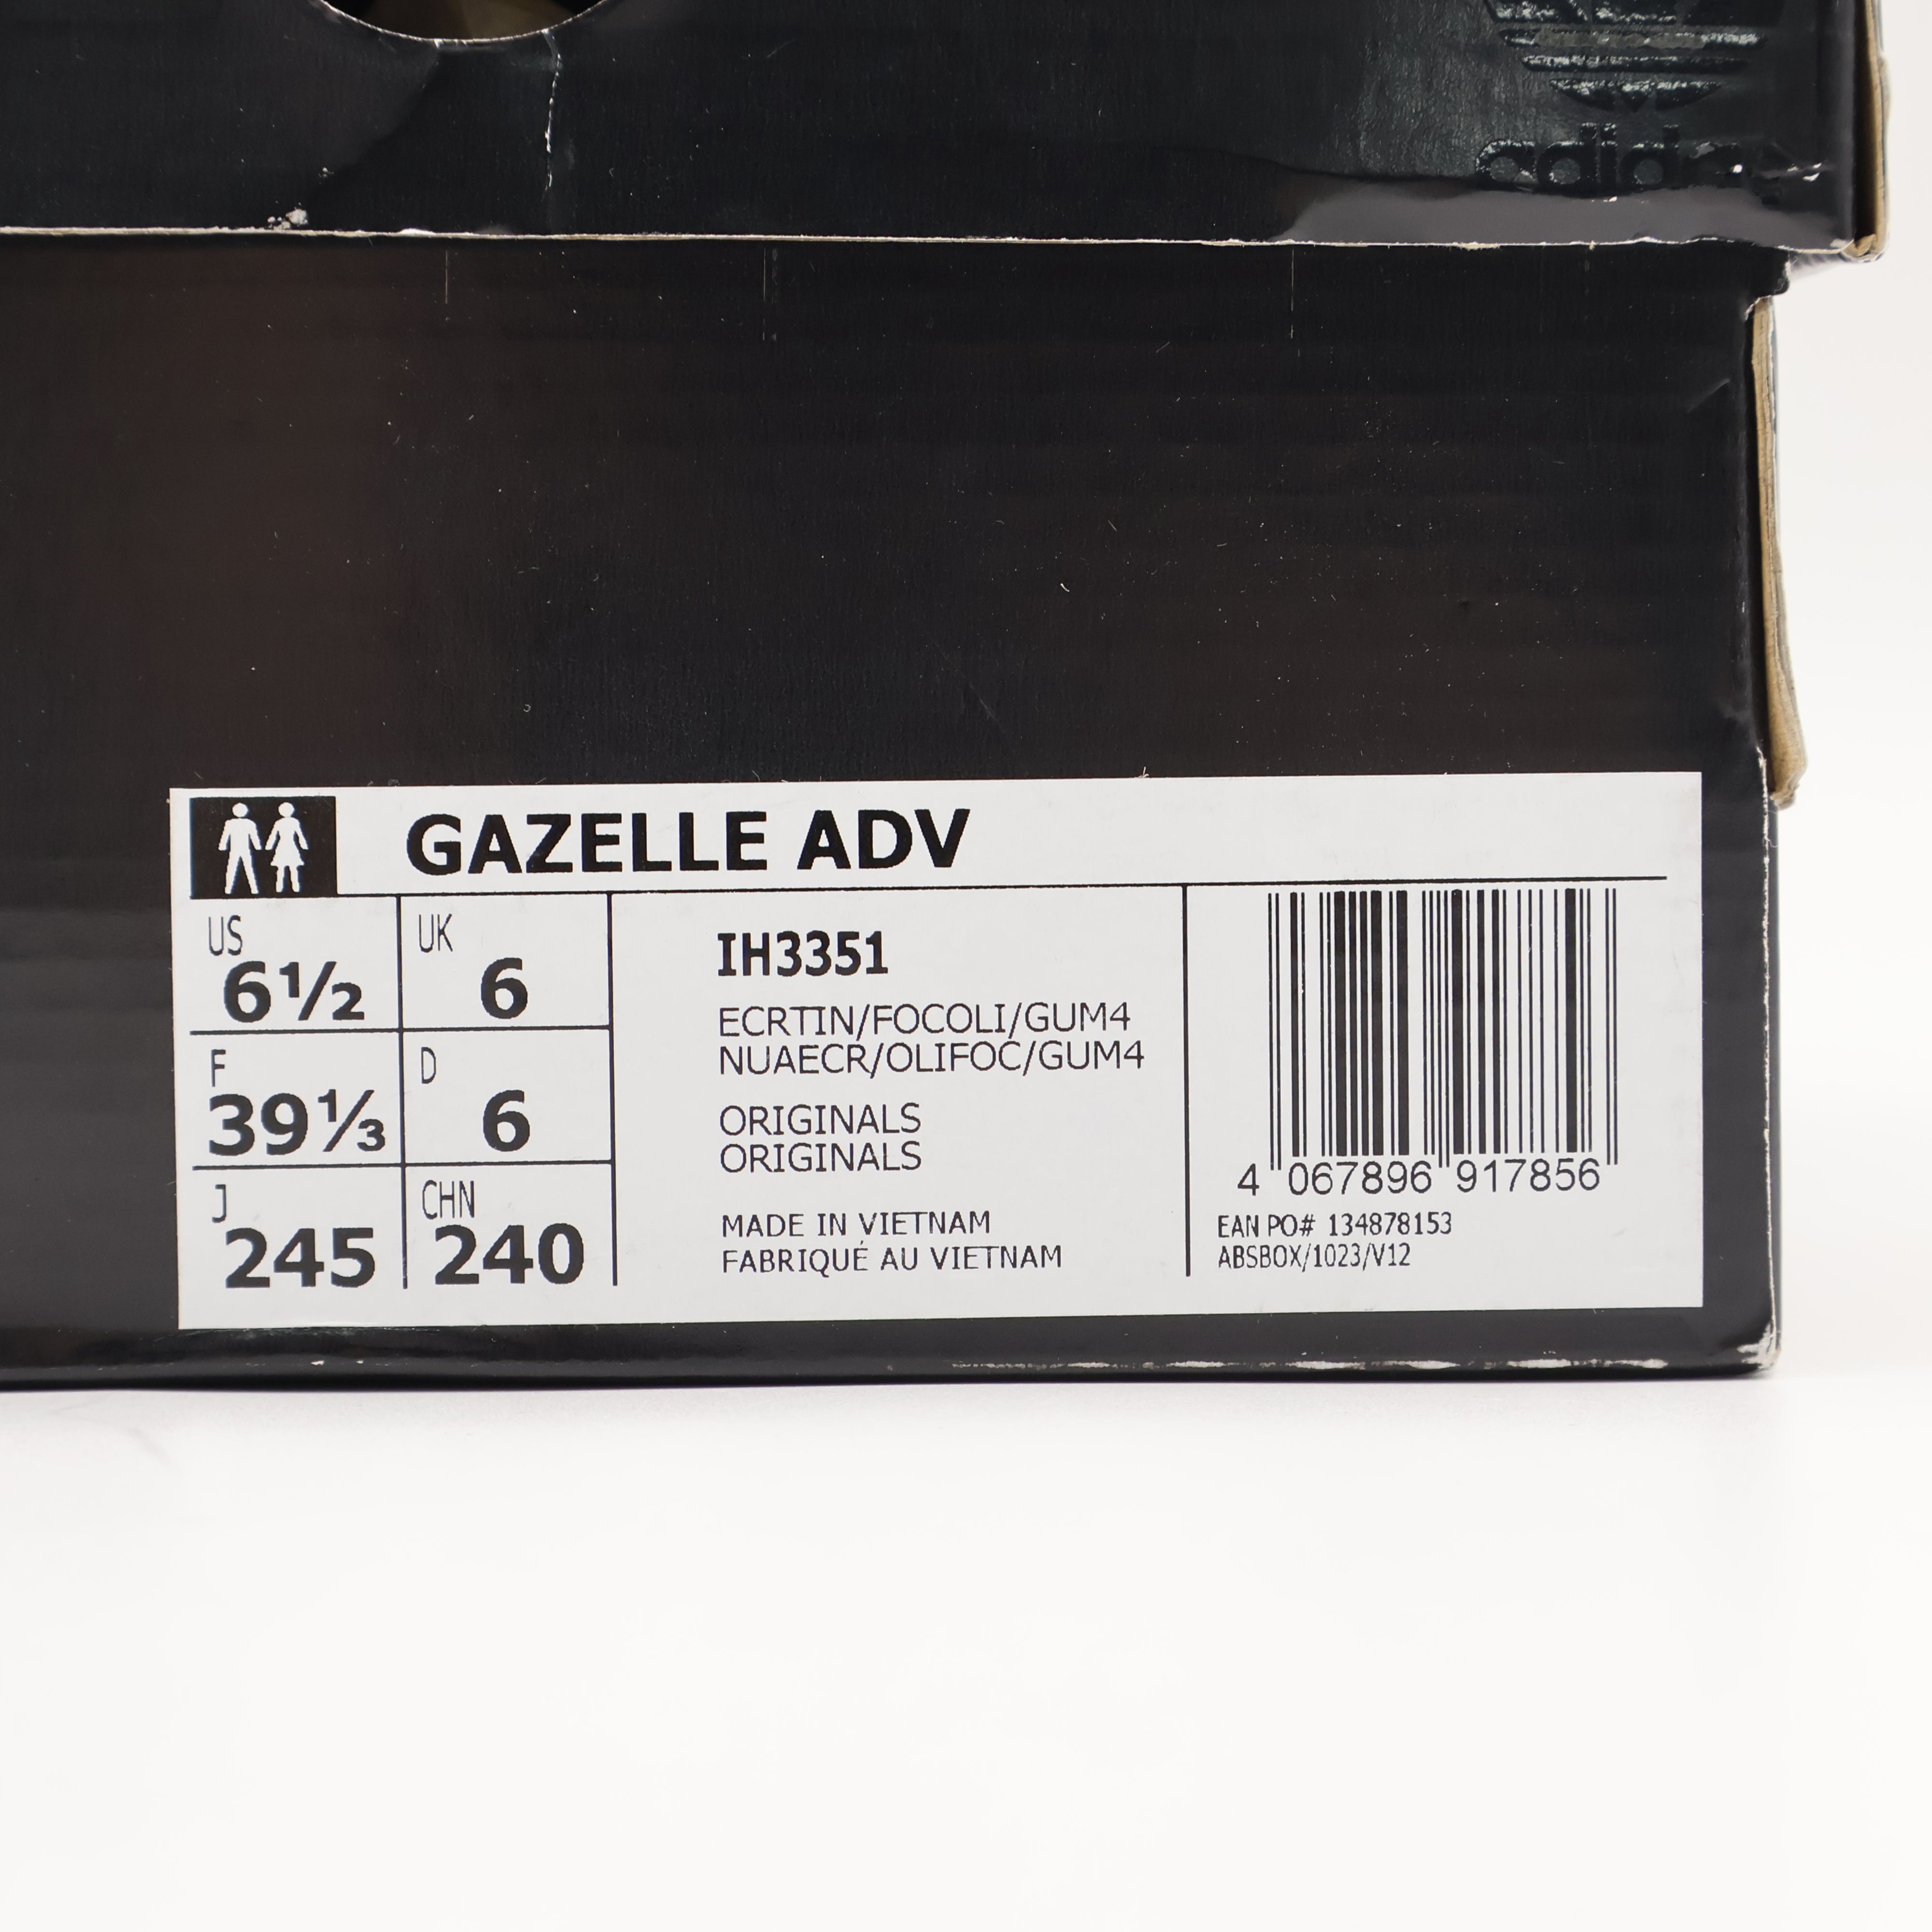 adidas
GAZELLE ADV
US
6½
UK
6
F
39⅓
D
6
J
245
CHN
240
IH3351
ECRTIN/FOCOLI/GUM4
NUAECR/OLIFOC/GUM4
ORIGINALS
ORIGINALS
MADE IN VIETNAM
FABRIQUÉ AU VIETNAM
4 067896 917856
EAN PO# 134878153
ABSBOX/1023/V12